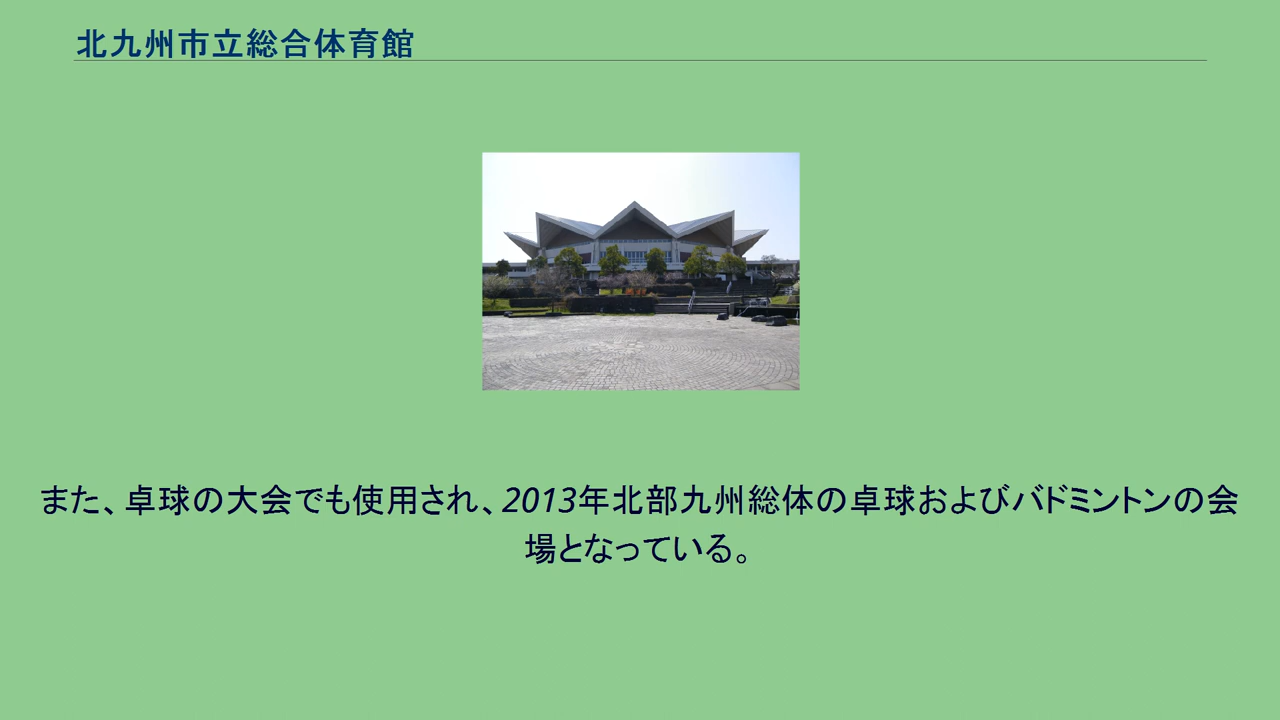 北九州市立総合体育館
また、卓球の大会でも使用され、2013年北部九州総体の卓球およびバドミントンの会
場となっている。